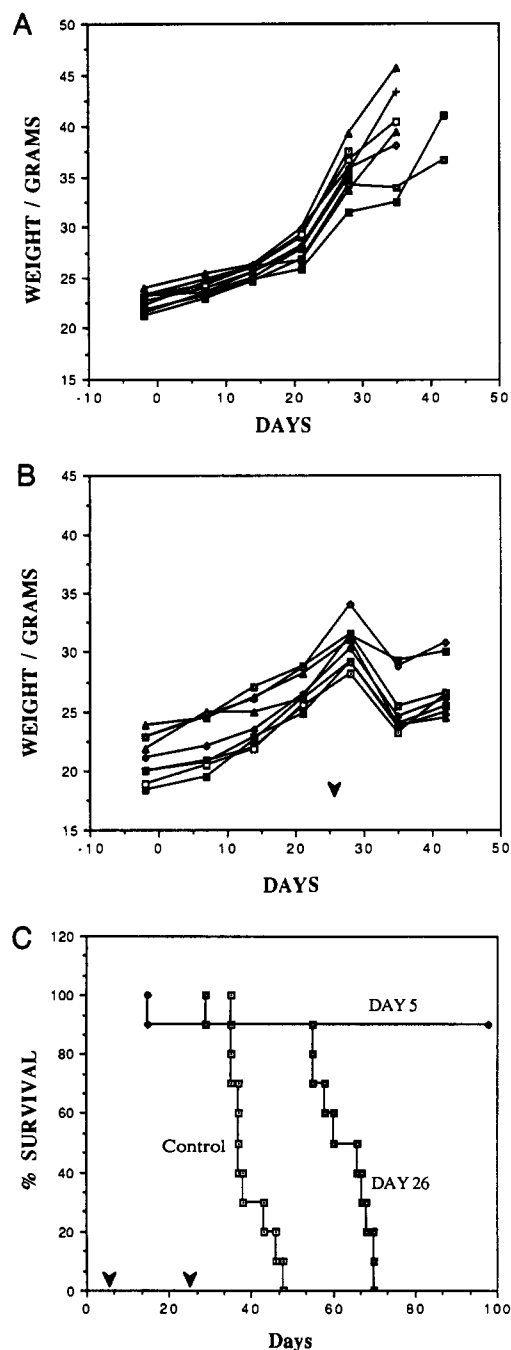 A
WEIGHT / GRAMS
50
45
40
35
30
25
20
15
-10 0 10 20 30 40 50
DAYS
B
WEIGHT / GRAMS
45
40
35
30
25
20
15
-10 0 10 20 30 40 50
DAYS
C
% SURVIVAL
120
100
80
60
40
20
0
DAY 5
Control
DAY 26
0 20 40 60 80 100
Days